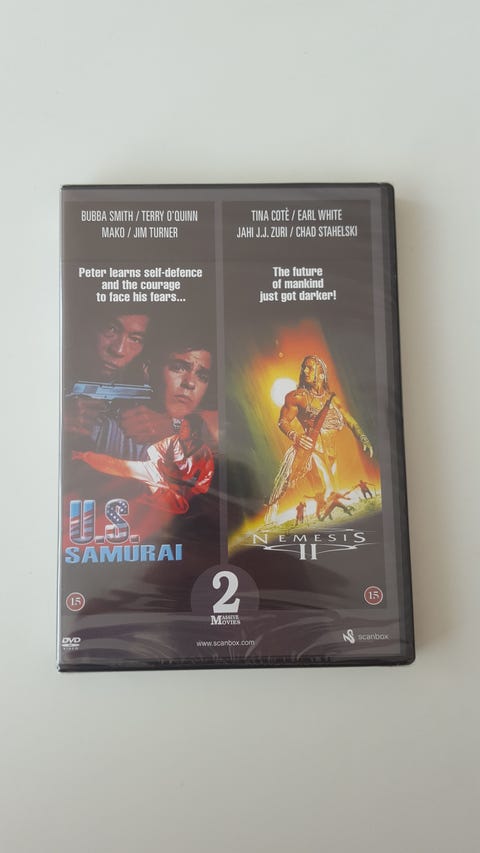 BUBBA SMITH / TERRY O'QUINN
MAKO / JIM TURNER
Peter learns self-defence
and the courage
to face his fears...
U.S.
SAMURAI
15
DVD
VIDEO
TINA COTÈ / EARL WHITE
JAHI J.J. ZURI / CHAD STAHELSKI
The future
of mankind
just got darker!
NEMESIS
II
15
2
MASSIVE
MOVIES
www.scanbox.com
scanbox